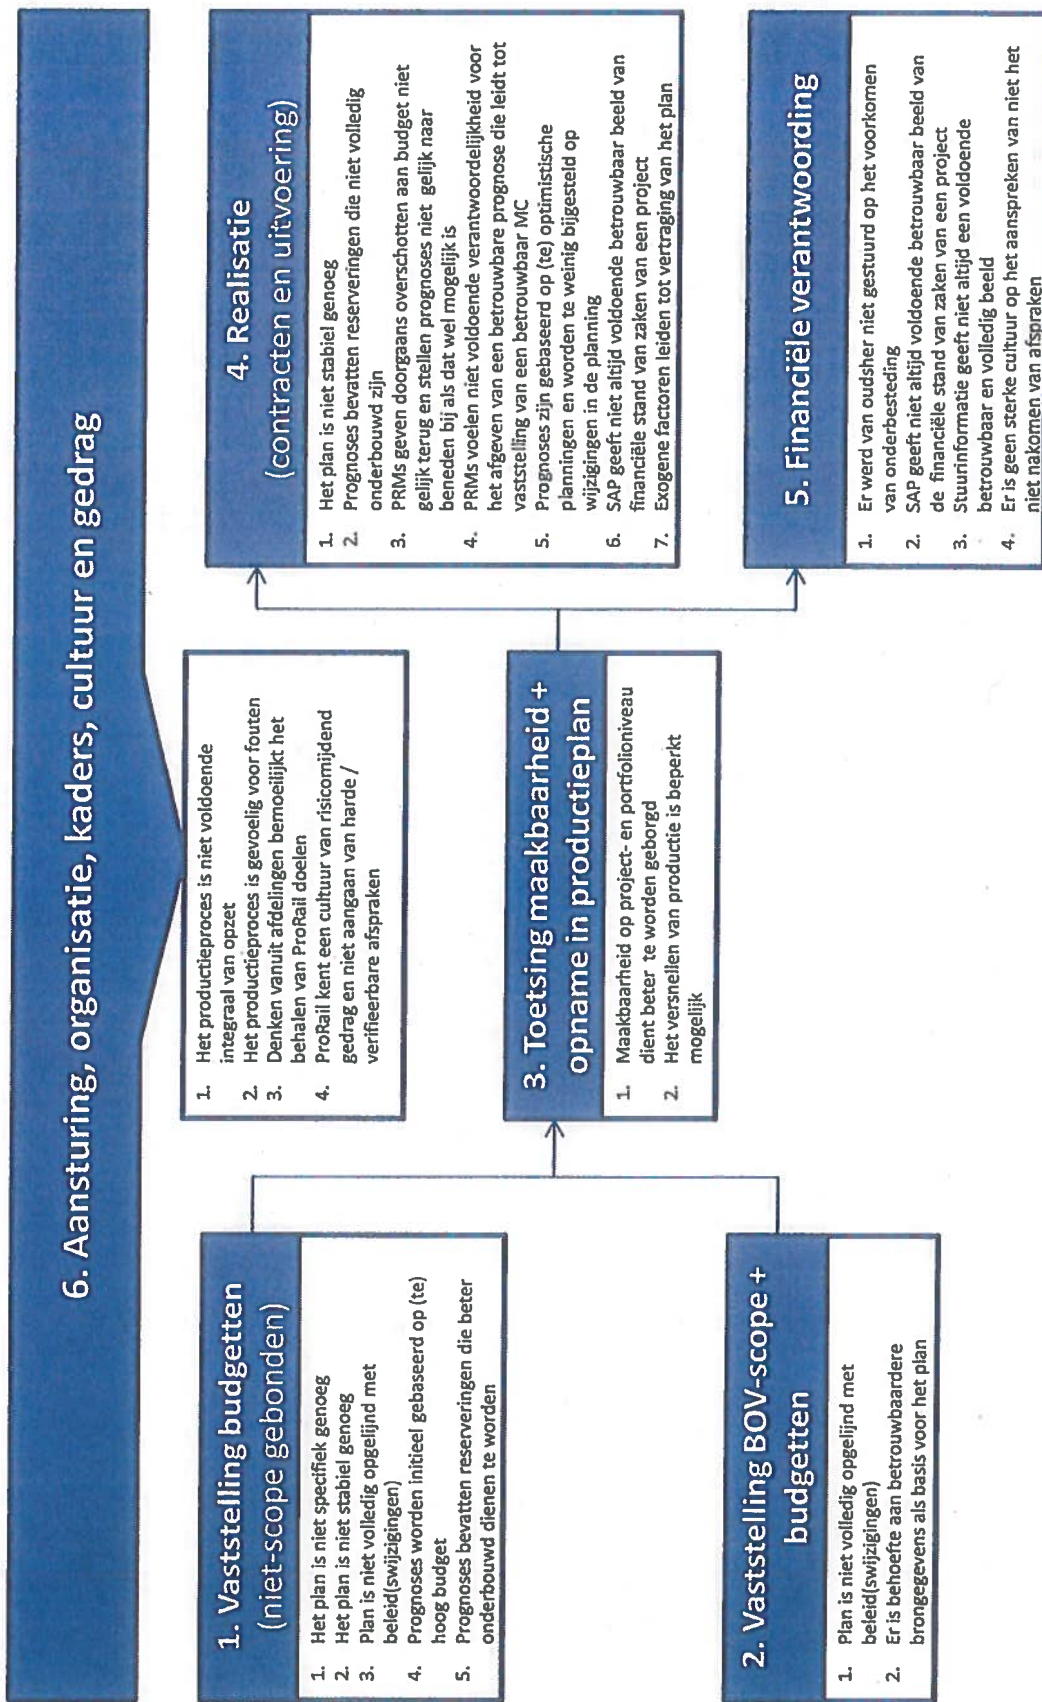 6. Aansturing, organisatie, kaders, cultuur en gedrag
1. Het productieproces is niet voldoende
integraal van opzet
2. Het productieproces is gevoelig voor fouten
3. Denken vanuit afdelingen bemoeilijkt het
behalen van ProRail doelen
4. ProRail kent een cultuur van risicomijdend
gedrag en niet aangaan van harde /
verifieerbare afspraken
1. Vaststelling budgetten
(niet-scope gebonden)
1. Het plan is niet specifiek genoeg
2. Het plan is niet stabiel genoeg
3. Plan is niet volledig opgelijnd met
beleid(swijzigingen)
4. Prognoses worden initieel gebaseerd op (te)
hoog budget
5. Prognoses bevatten reserveringen die beter
onderbouwd dienen te worden
2. Vaststelling BOV-scope +
budgetten
1. Plan is niet volledig opgelijnd met
beleid(swijzigingen)
2. Er is behoefte aan betrouwbaardere
brongegevens als basis voor het plan
3. Toetsing maakbaarheid +
opname in productieplan
1. Maakbaarheid op project- en portfolioniveau
dient beter te worden geborgd
2. Het versnellen van productie is beperkt
mogelijk
4. Realisatie
(contracten en uitvoering)
1. Het plan is niet stabiel genoeg
2. Prognoses bevatten reserveringen die niet volledig
onderbouwd zijn
3. PRMs geven doorgaans overschotten aan budget niet
gelijk terug en stellen prognoses niet gelijk naar
beneden bij als dat wel mogelijk is
4. PRMs voelen niet voldoende verantwoordelijkheid voor
het afgeven van een betrouwbare prognose die leidt tot
vaststelling van een betrouwbaar MC
5. Prognoses zijn gebaseerd op (te) optimistische
planningen en worden te weinig bijgesteld op
wijzigingen in de planning
6. SAP geeft niet altijd voldoende betrouwbaar beeld van
financiële stand van zaken van een project
7. Exogene factoren leiden tot vertraging van het plan
5. Financiële verantwoording
1. Er werd van oudsher niet gestuurd op het voorkomen
van onderbesteding
2. SAP geeft niet altijd voldoende betrouwbaar beeld van
de financiële stand van zaken van een project
3. Stuurinformatie geeft niet altijd een voldoende
betrouwbaar en volledig beeld
4. Er is geen sterke cultuur op het aanspreken van niet het
niet nakomen van afspraken